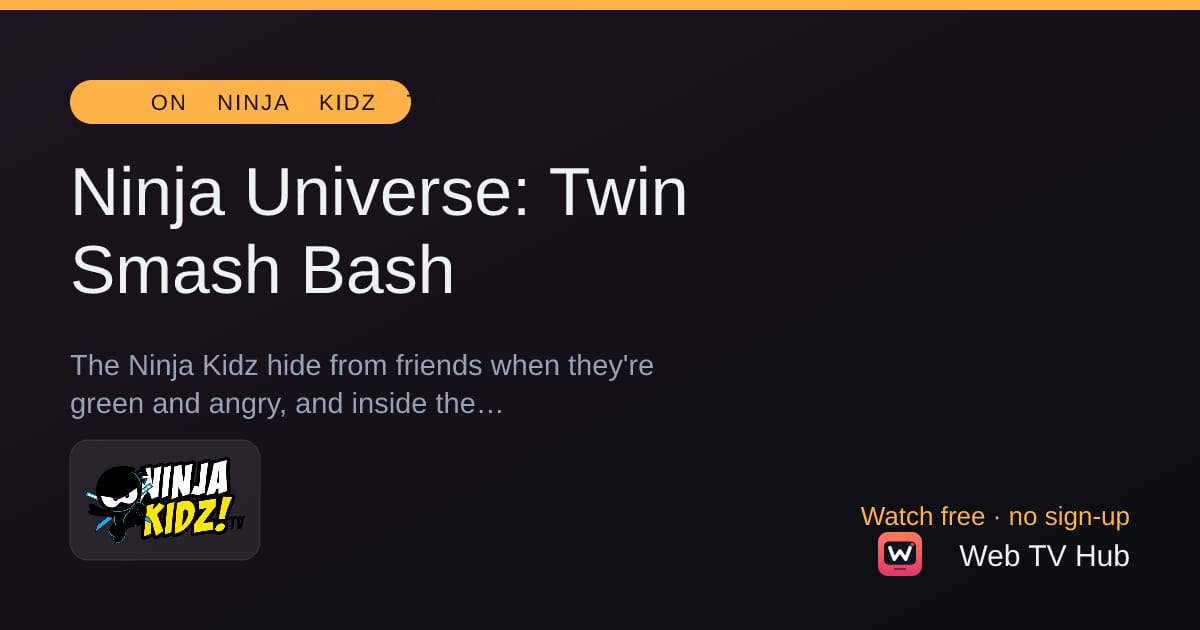 ON NINJA KIDZ TV
Ninja Universe: Twin
Smash Bash
The Ninja Kidz hide from friends when they're
green and angry, and inside the…
NINJA
KIDZ!
TV
Watch free · no sign-up
Web TV Hub